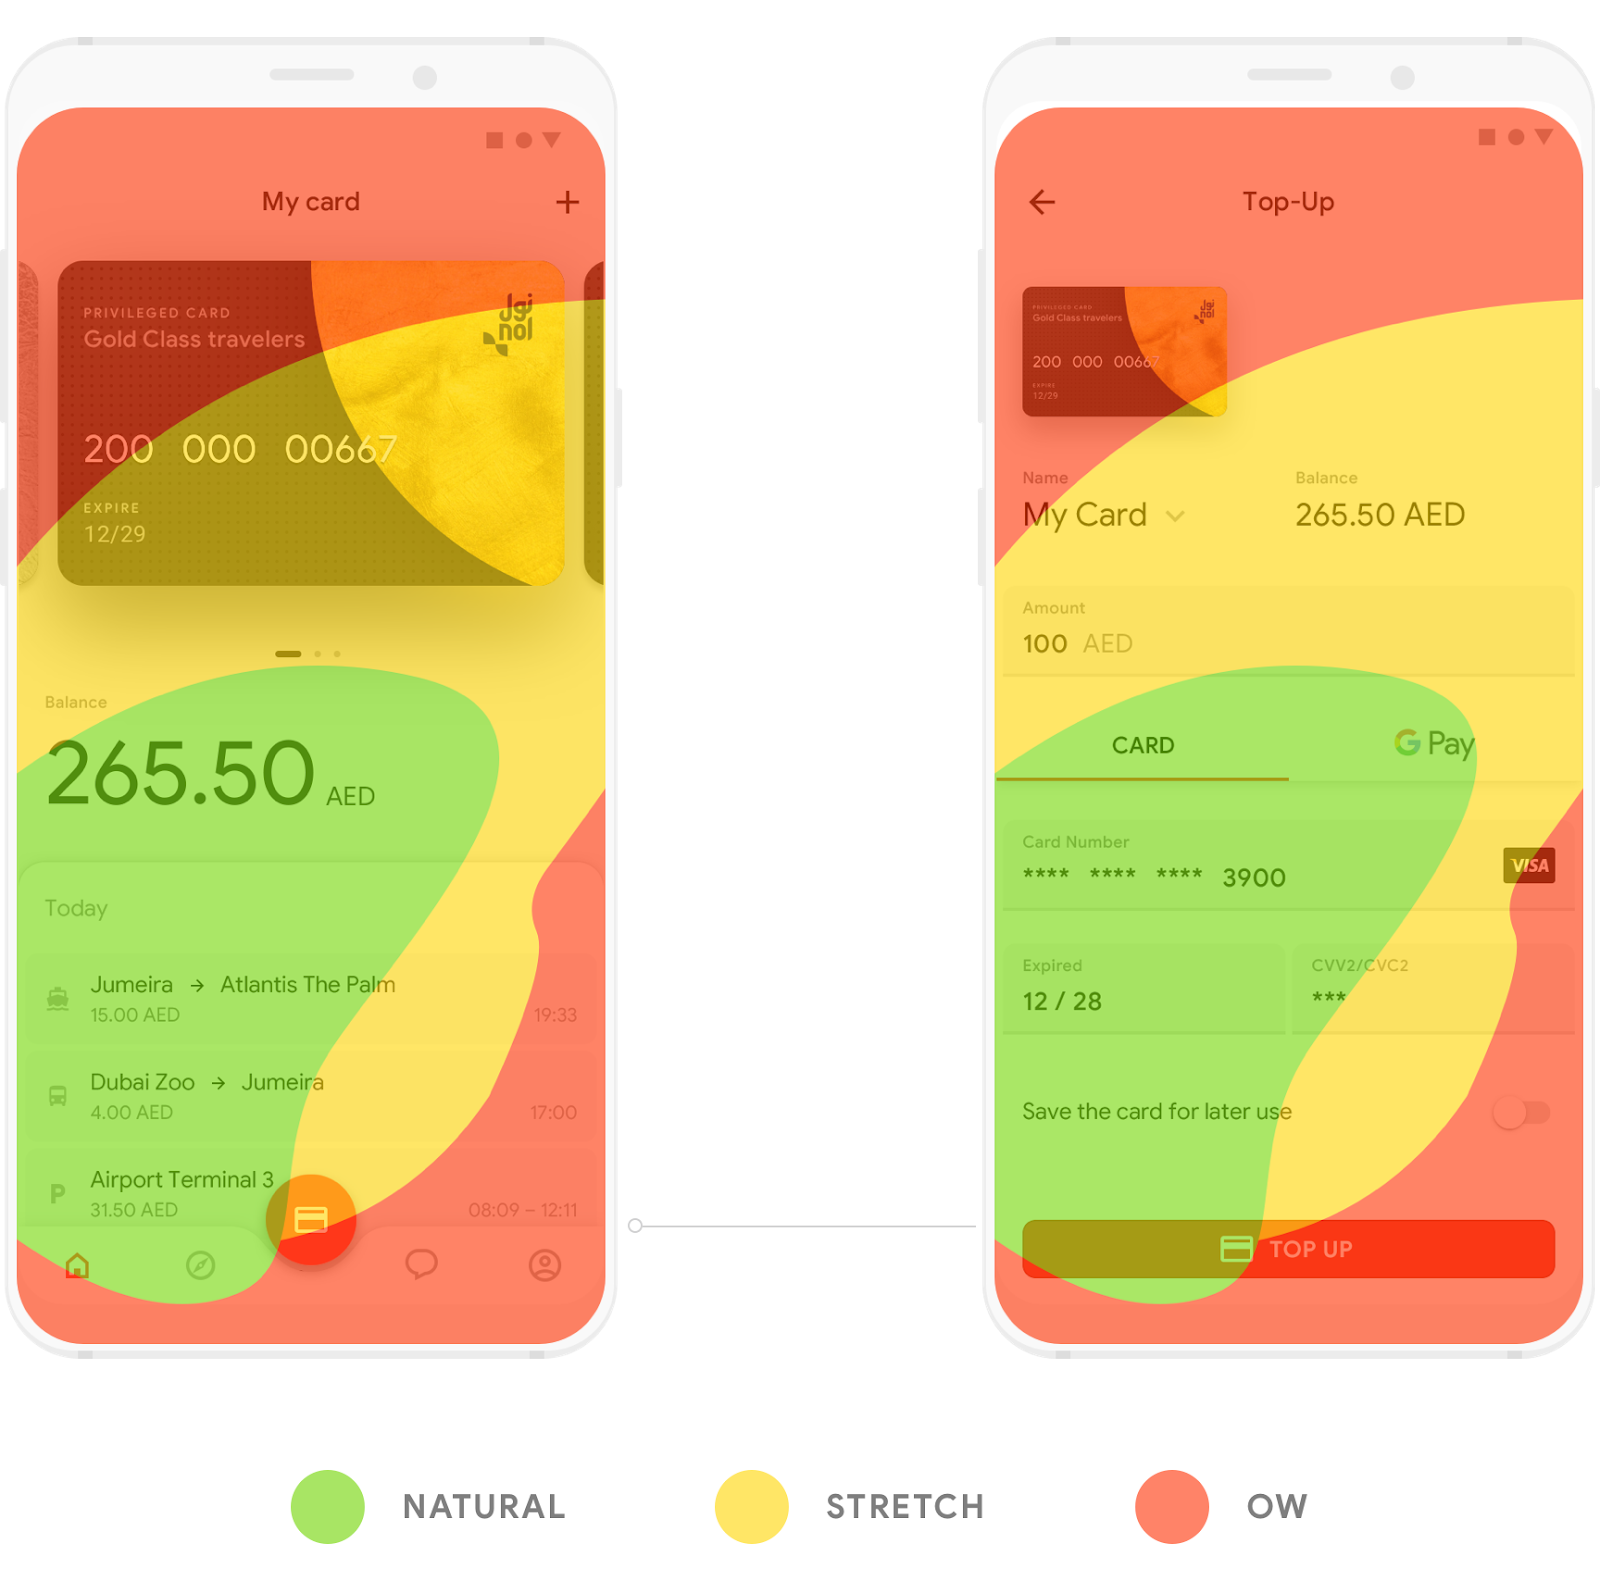 My card
PRIVILEGED CARD
Gold Class travelers
nol
200 000 00667
EXPIRE
12/29
Balance
265.50 AED
Today
Jumeira → Atlantis The Palm
15.00 AED
19:33
Dubai Zoo → Jumeira
4.00 AED
17:00
P
Airport Terminal 3
31.50 AED
08:09 – 12:11
Top-Up
PRIVILEGED CARD
Gold Class travelers
nol
200 000 00667
EXPIRE
12/29
Name
My Card
Balance
265.50 AED
Amount
100 AED
CARD
G Pay
Card Number
**** **** **** 3900
VISA
Expired
12 / 28
CVV2/CVC2
***
Save the card for later use
TOP UP
NATURAL
STRETCH
OW